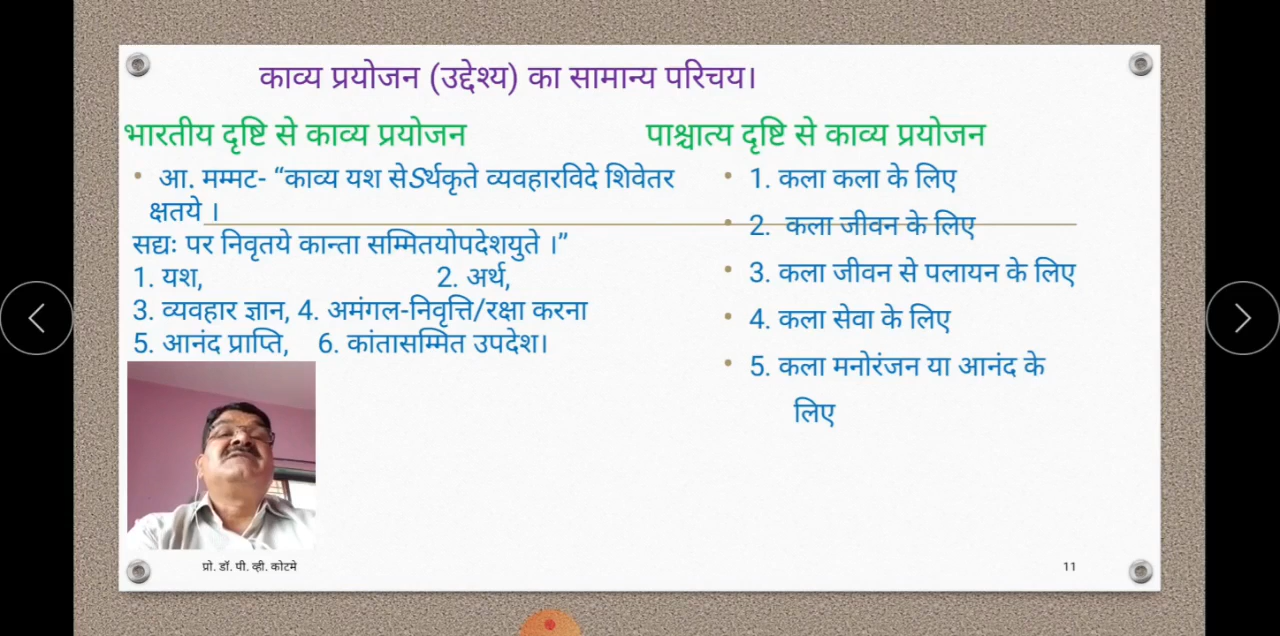 काव्य प्रयोजन (उद्देश्य) का सामान्य परिचय।
भारतीय दृष्टि से काव्य प्रयोजन
• आ. मम्मट- “काव्य यश सेSर्थकृते व्यवहारविदे शिवेतर
क्षतये ।
सद्यः पर निवृतये कान्ता सम्मितयोपदेशयुते ।”
1. यश, 2. अर्थ,
3. व्यवहार ज्ञान, 4. अमंगल-निवृत्ति/रक्षा करना
5. आनंद प्राप्ति, 6. कांतासम्मित उपदेश।
पाश्चात्य दृष्टि से काव्य प्रयोजन
• 1. कला कला के लिए
• 2. कला जीवन के लिए
• 3. कला जीवन से पलायन के लिए
• 4. कला सेवा के लिए
• 5. कला मनोरंजन या आनंद के
लिए
प्रो. डॉ. पी. व्ही. कोटमे
11